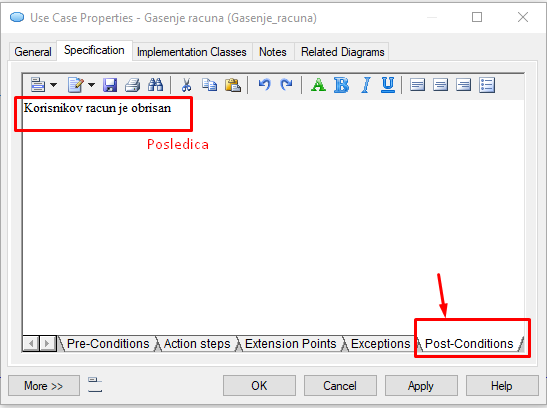 Use Case Properties - Gasenje racuna (Gasenje_racuna)
General Specification Implementation Classes Notes Related Diagrams
A B I U
Korisnikov racun je obrisan
Posledica
Pre-Conditions Action steps Extension Points Exceptions Post-Conditions
More >> OK Cancel Apply Help